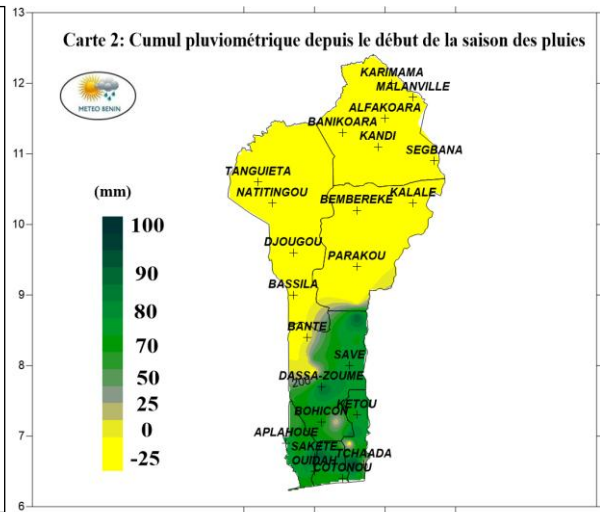 13
Carte 2: Cumul pluviométrique depuis le début de la saison des pluies
METEO BENIN
12
KARIMAMA
MALANVILLE
ALFAKOARA
BANIKOARA
KANDI
11
SEGBANA
TANGUIETA
(mm)
NATITINGOU
BEMBEREKE
KALALE
100
10
DJOUGOU
PARAKOU
90
BASSILA
9
80
BANTE
70
SAVE
8
50
DASSA-ZOUME
200
25
BOHICON
KETOU
0
APLAHOUE
7
-25
SAKETE
TCHAADA
OUIDAH
COTONOU
6